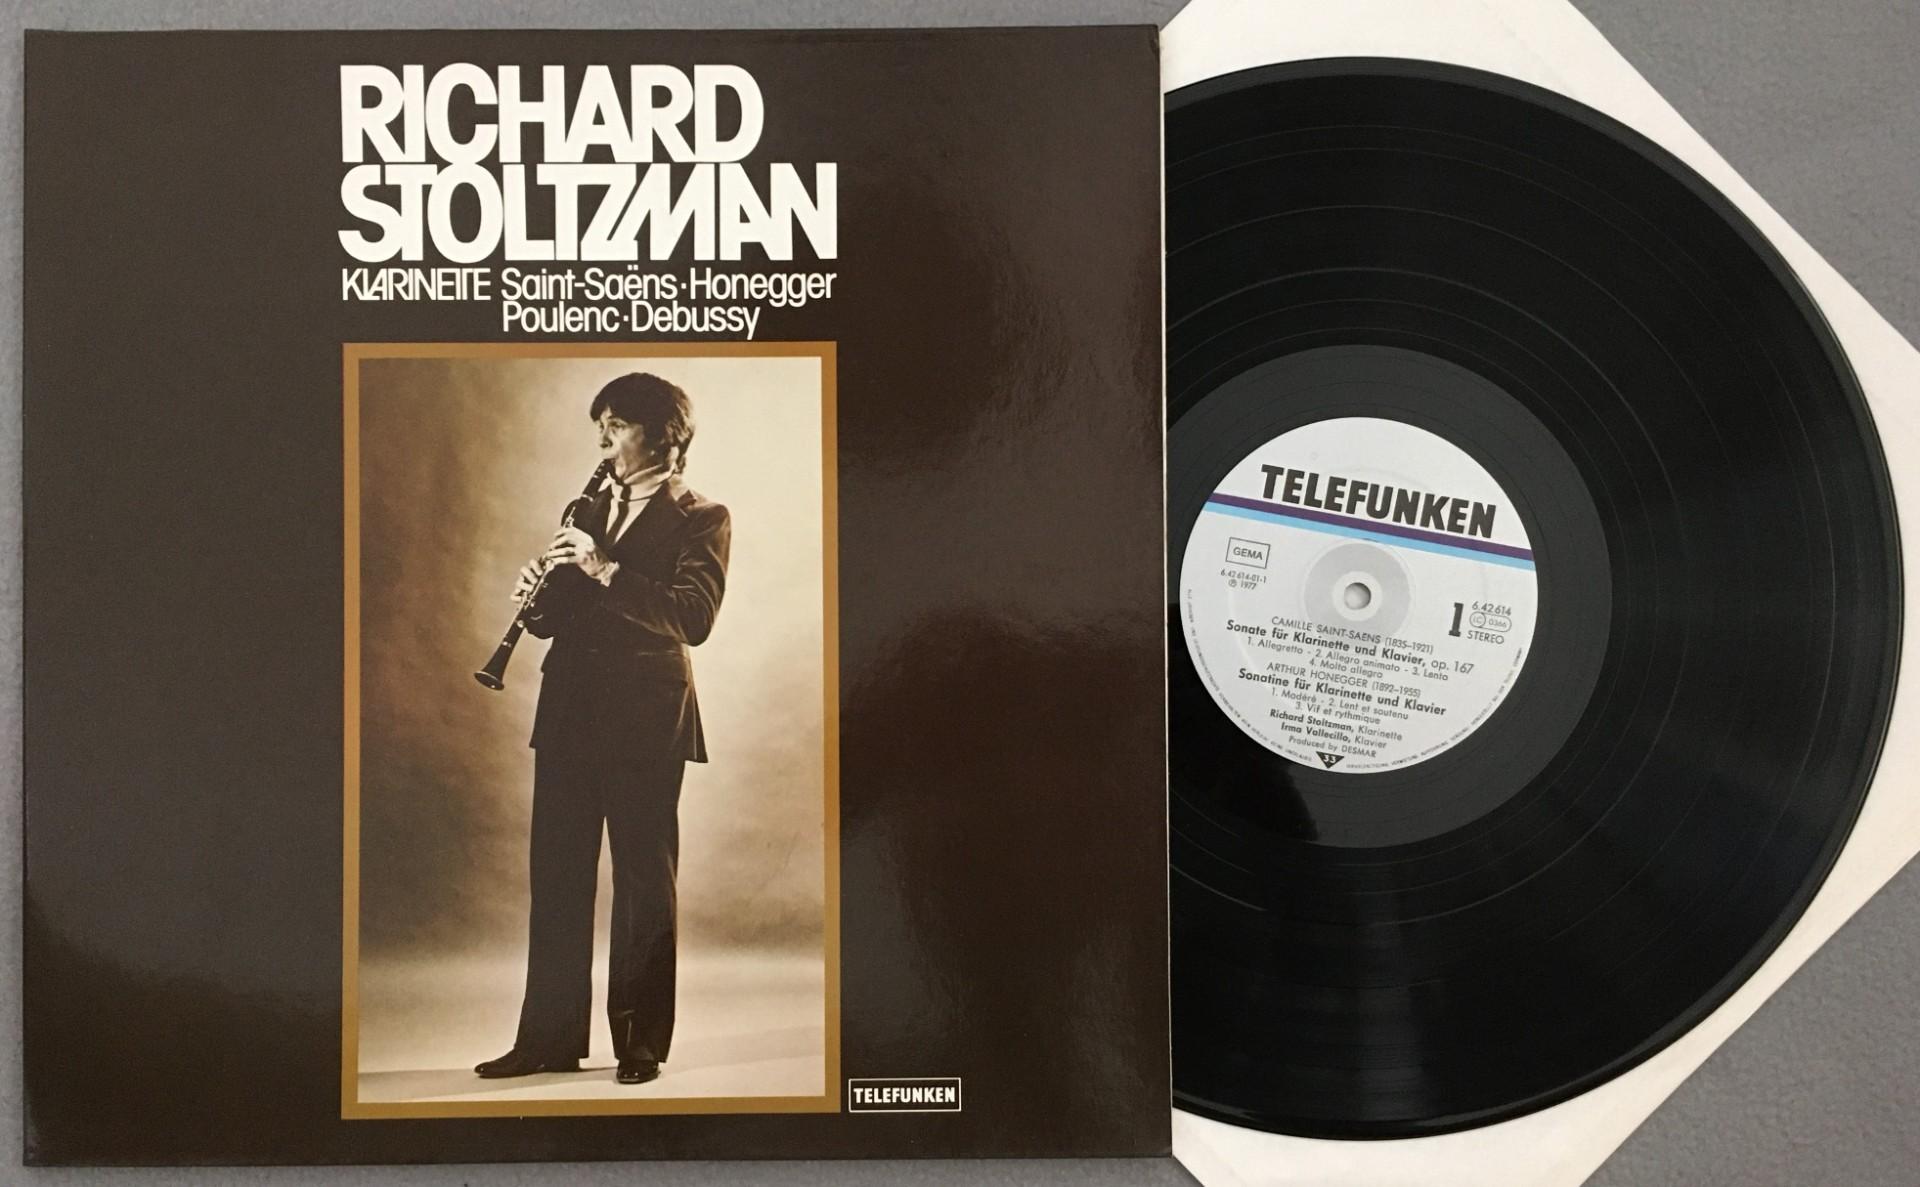 RICHARD
STOLTZMAN
KLARINETTE Saint-Saëns·Honegger
Poulenc·Debussy
TELEFUNKEN
TELEFUNKEN
GEMA
6.42 614-01-1
℗ 1977
1
6.42 614
LC 0366
STEREO
CAMILLE SAINT-SAËNS (1835–1921)
Sonate für Klarinette und Klavier, op. 167
1. Allegretto - 2. Allegro animato - 3. Lento
4. Molto allegro
ARTHUR HONEGGER (1892–1955)
Sonatine für Klarinette und Klavier
1. Modéré - 2. Lent et soutenu
3. Vif et rythmique
Richard Stoltzman, Klarinette
Irma Vallecillo, Klavier
Produced by DESMAR
33